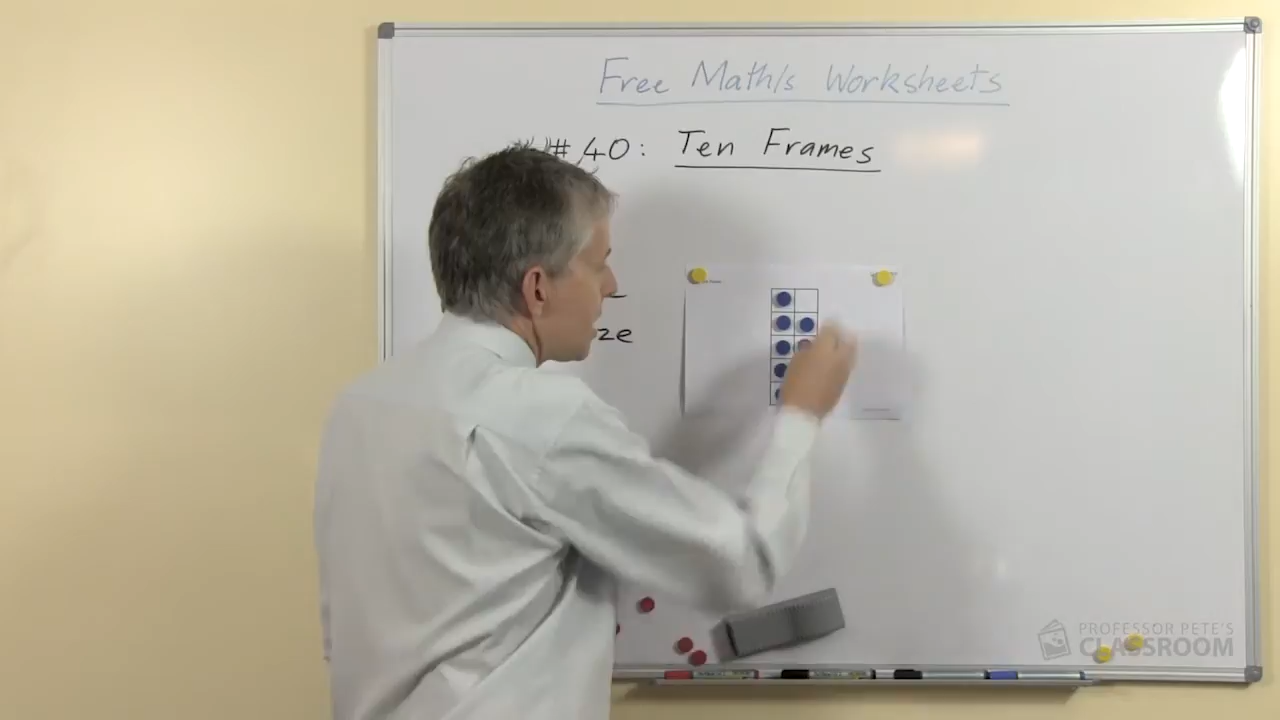 Free Math/s Worksheets
#40: Ten Frames
ze
PROFESSOR PETE'S
CLASSROOM